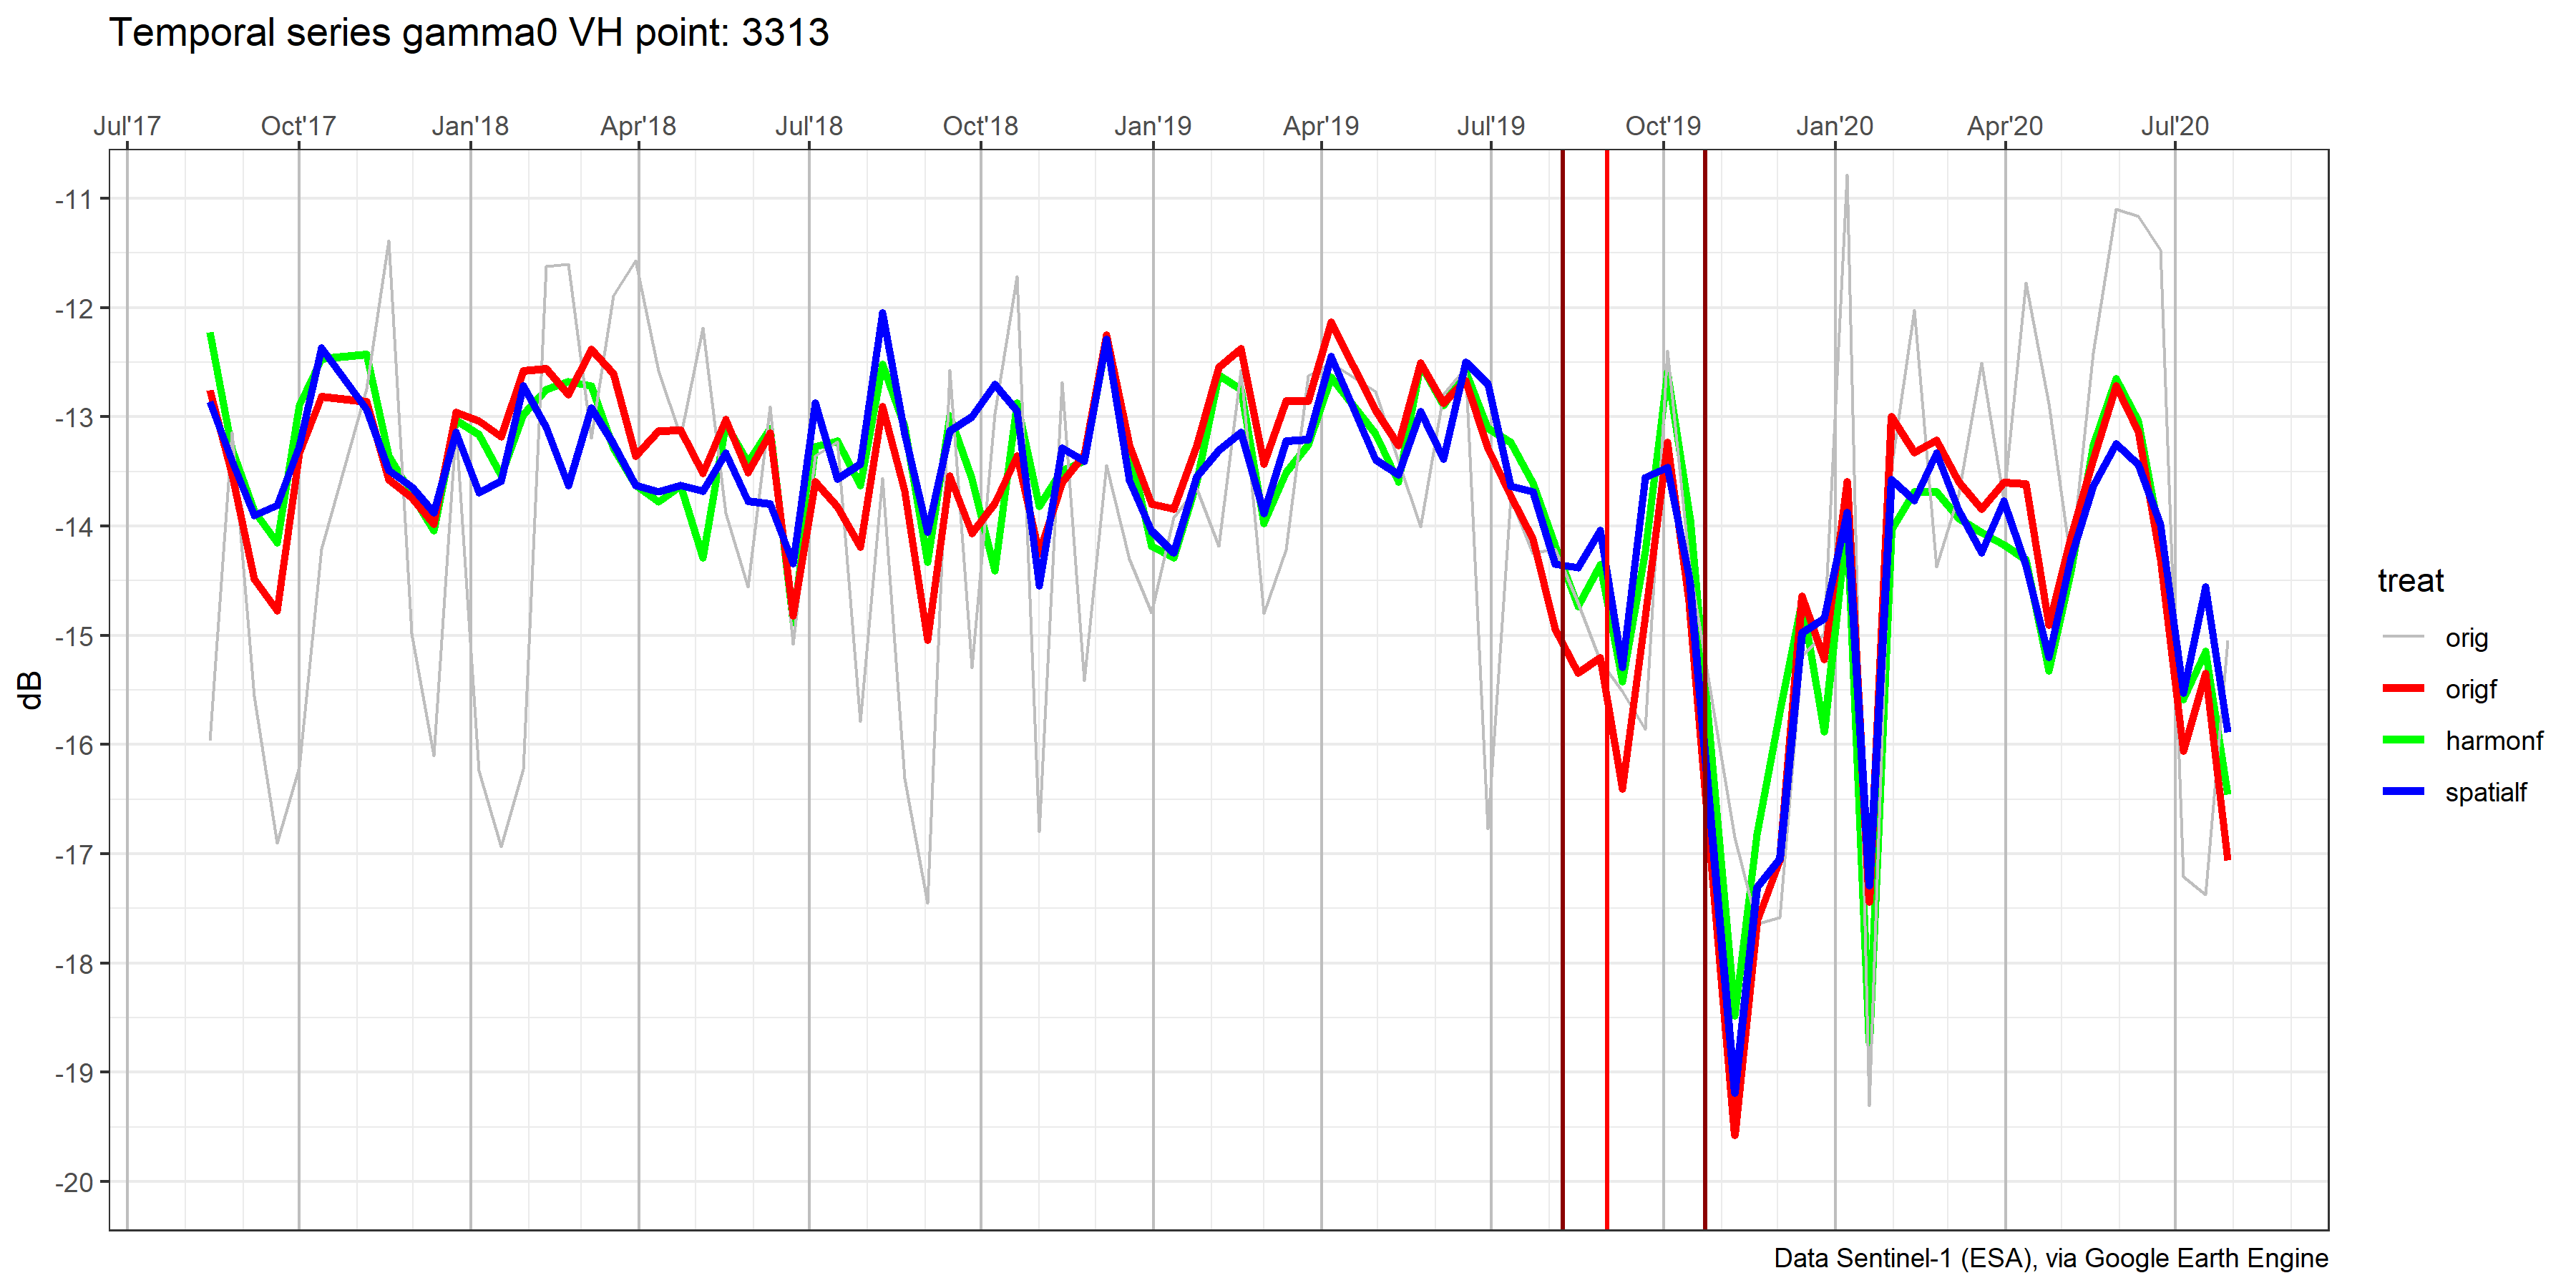 Temporal series gamma0 VH point: 3313
Jul'17 Oct'17 Jan'18 Apr'18 Jul'18 Oct'18 Jan'19 Apr'19 Jul'19 Oct'19 Jan'20 Apr'20 Jul'20
-11
-12
-13
-14
-15
-16
-17
-18
-19
-20
dB
treat
orig
origf
harmonf
spatialf
Data Sentinel-1 (ESA), via Google Earth Engine